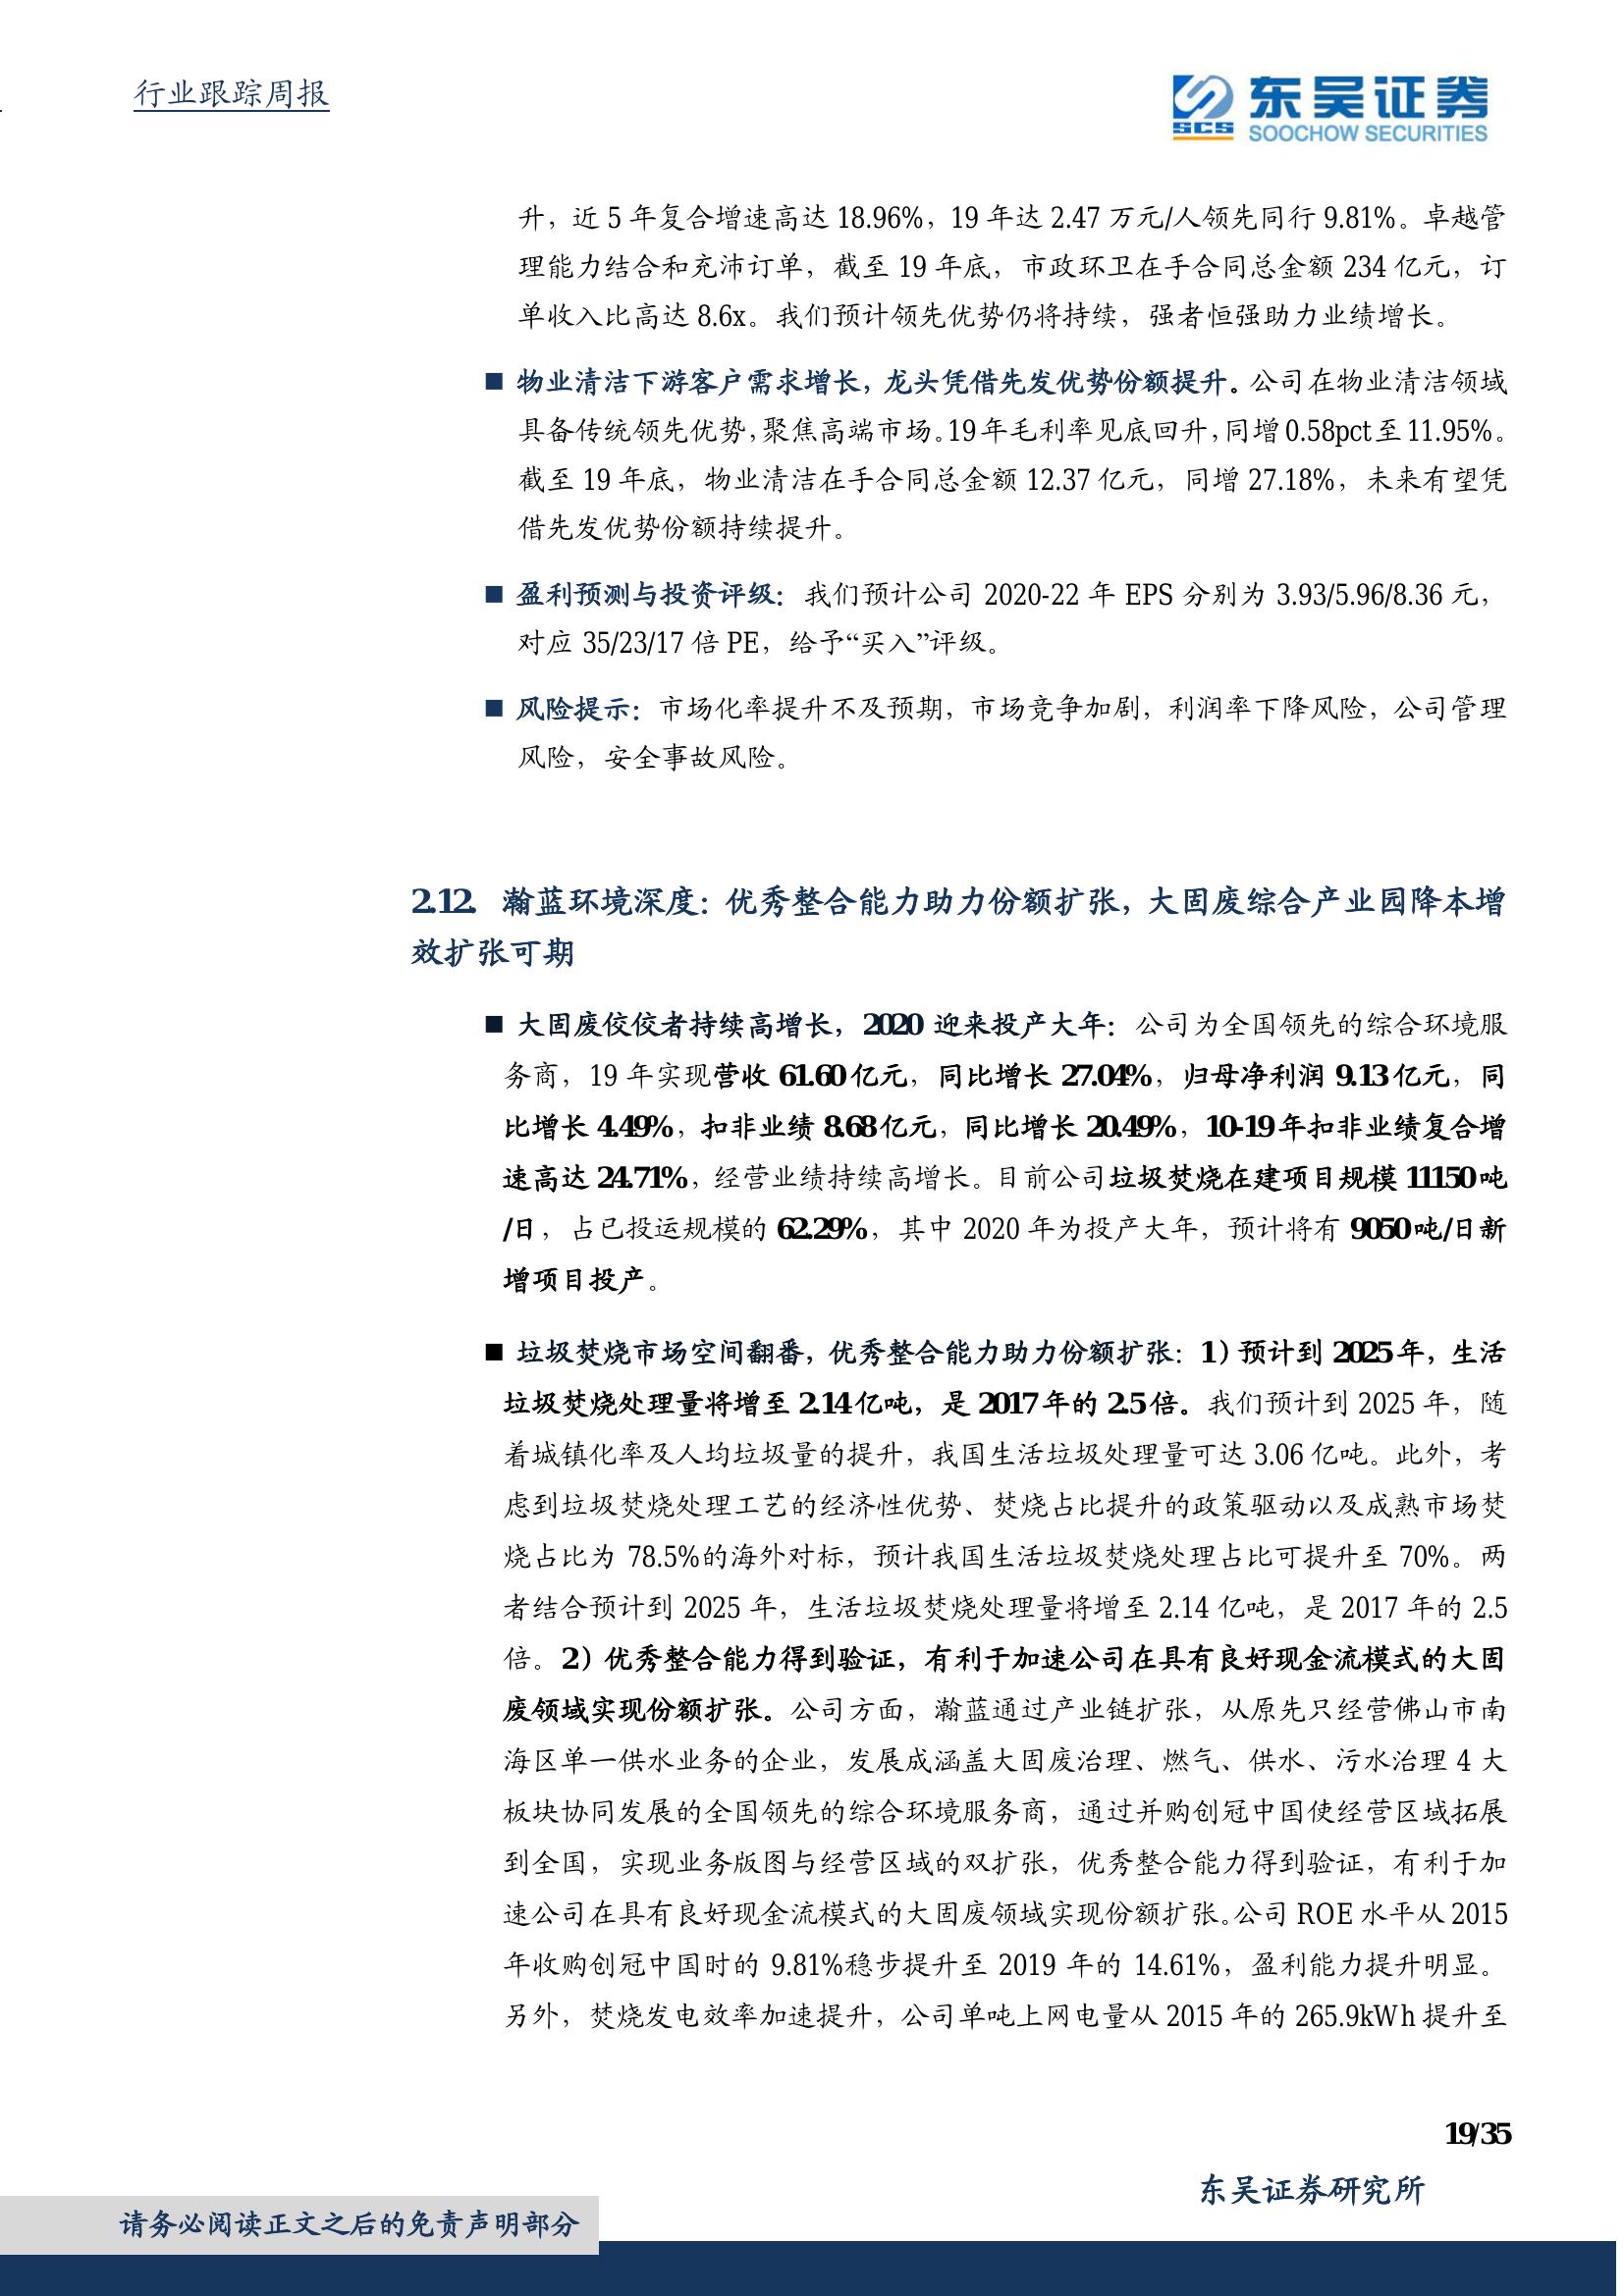 行业跟踪周报
SCS 东吴证券
SOOCHOW SECURITIES
升，近 5 年复合增速高达 18.96%，19 年达 2.47 万元/人领先同行 9.81%。卓越管
理能力结合和充沛订单，截至 19 年底，市政环卫在手合同总金额 234 亿元，订
单收入比高达 8.6x。我们预计领先优势仍将持续，强者恒强助力业绩增长。
■ 物业清洁下游客户需求增长，龙头凭借先发优势份额提升。公司在物业清洁领域
具备传统领先优势，聚焦高端市场。19 年毛利率见底回升，同增 0.58pct 至 11.95%。
截至 19 年底，物业清洁在手合同总金额 12.37 亿元，同增 27.18%，未来有望凭
借先发优势份额持续提升。
■ 盈利预测与投资评级：我们预计公司 2020-22 年 EPS 分别为 3.93/5.96/8.36 元，
对应 35/23/17 倍 PE，给予“买入”评级。
■ 风险提示：市场化率提升不及预期，市场竞争加剧，利润率下降风险，公司管理
风险，安全事故风险。
2.12. 瀚蓝环境深度：优秀整合能力助力份额扩张，大固废综合产业园降本增
效扩张可期
■ 大固废佼佼者持续高增长，2020 迎来投产大年：公司为全国领先的综合环境服
务商，19 年实现营收 61.60 亿元，同比增长 27.04%，归母净利润 9.13 亿元，同
比增长 4.49%，扣非业绩 8.68 亿元，同比增长 20.49%，10-19 年扣非业绩复合增
速高达 24.71%，经营业绩持续高增长。目前公司垃圾焚烧在建项目规模 11150 吨
/日，占已投运规模的 62.29%，其中 2020 年为投产大年，预计将有 9050 吨/日新
增项目投产。
■ 垃圾焚烧市场空间翻番，优秀整合能力助力份额扩张：1）预计到 2025 年，生活
垃圾焚烧处理量将增至 2.14 亿吨，是 2017 年的 2.5 倍。我们预计到 2025 年，随
着城镇化率及人均垃圾量的提升，我国生活垃圾处理量可达 3.06 亿吨。此外，考
虑到垃圾焚烧处理工艺的经济性优势、焚烧占比提升的政策驱动以及成熟市场焚
烧占比为 78.5%的海外对标，预计我国生活垃圾焚烧处理占比可提升至 70%。两
者结合预计到 2025 年，生活垃圾焚烧处理量将增至 2.14 亿吨，是 2017 年的 2.5
倍。2）优秀整合能力得到验证，有利于加速公司在具有良好现金流模式的大固
废领域实现份额扩张。公司方面，瀚蓝通过产业链扩张，从原先只经营佛山市南
海区单一供水业务的企业，发展成涵盖大固废治理、燃气、供水、污水治理 4 大
板块协同发展的全国领先的综合环境服务商，通过并购创冠中国使经营区域拓展
到全国，实现业务版图与经营区域的双扩张，优秀整合能力得到验证，有利于加
速公司在具有良好现金流模式的大固废领域实现份额扩张。公司 ROE 水平从 2015
年收购创冠中国时的 9.81%稳步提升至 2019 年的 14.61%，盈利能力提升明显。
另外，焚烧发电效率加速提升，公司单吨上网电量从 2015 年的 265.9kWh 提升至
19/35
东吴证券研究所
请务必阅读正文之后的免责声明部分